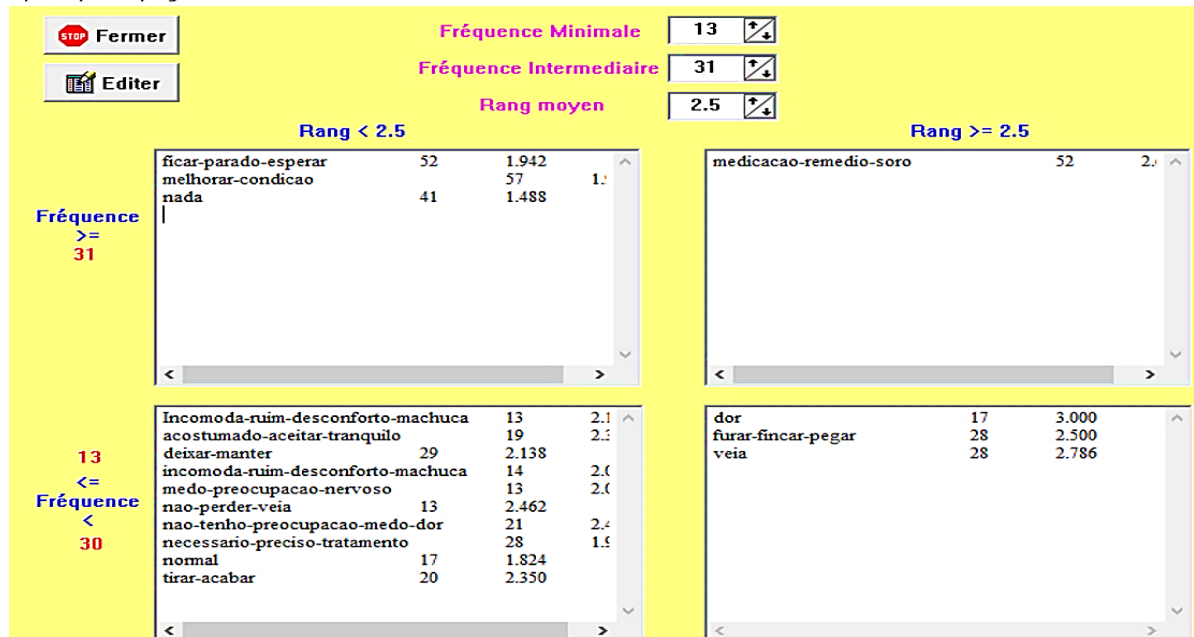 STOP Fermer
Editer
Fréquence Minimale 13
Fréquence Intermediaire 31
Rang moyen 2.5
Rang < 2.5
Rang >= 2.5
Fréquence
>=
31
ficar-parado-esperar 52 1.942
melhorar-condicao 57
nada 41 1.488
medicacao-remedio-soro 52
13
<=
Fréquence
<
30
Incomoda-ruim-desconforto-machuca 13
acostumado-aceitar-tranquilo 19
deixar-manter 29 2.138
incomoda-ruim-desconforto-machuca 14
medo-preocupacao-nervoso 13
nao-perder-veia 13 2.462
nao-tenho-preocupacao-medo-dor 21
necessario-preciso-tratamento 28
normal 17 1.824
tirar-acabar 20 2.350
dor 17 3.000
furar-fincar-pegar 28 2.500
veia 28 2.786